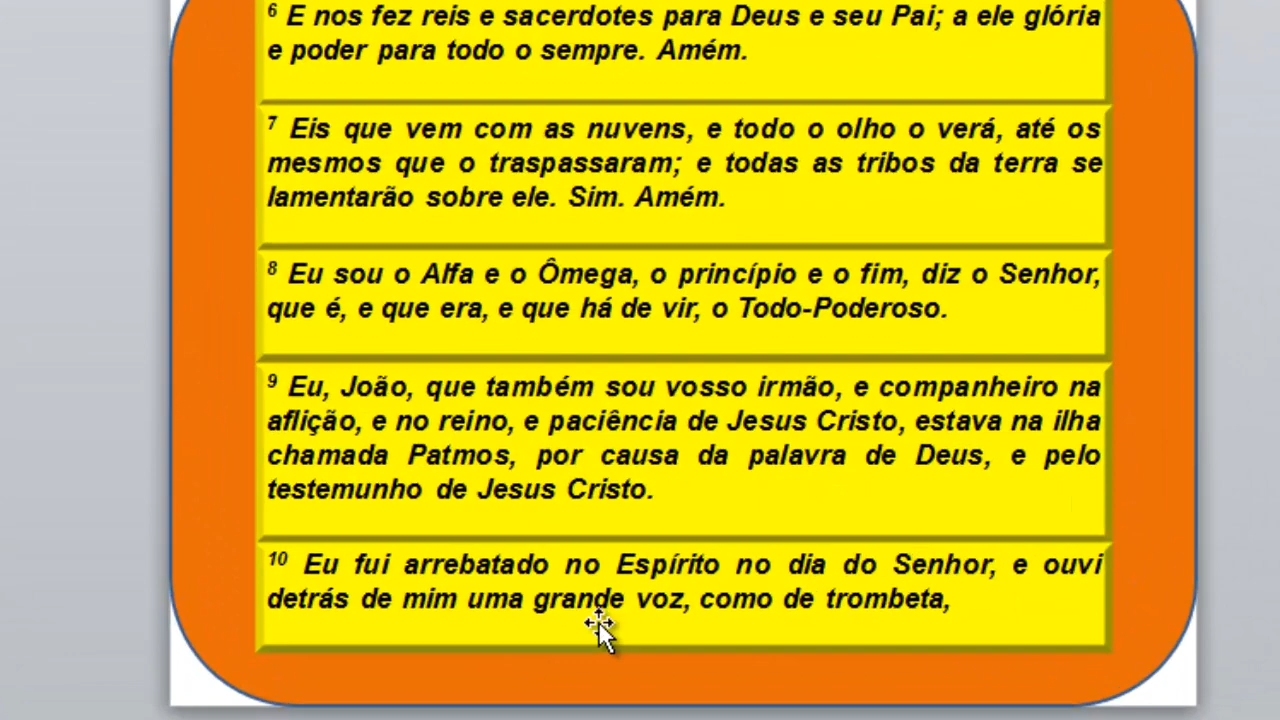 6 E nos fez reis e sacerdotes para Deus e seu Pai; a ele glória
e poder para todo o sempre. Amém.
7 Eis que vem com as nuvens, e todo o olho o verá, até os
mesmos que o traspassaram; e todas as tribos da terra se
lamentarão sobre ele. Sim. Amém.
8 Eu sou o Alfa e o Ômega, o princípio e o fim, diz o Senhor,
que é, e que era, e que há de vir, o Todo-Poderoso.
9 Eu, João, que também sou vosso irmão, e companheiro na
aflição, e no reino, e paciência de Jesus Cristo, estava na ilha
chamada Patmos, por causa da palavra de Deus, e pelo
testemunho de Jesus Cristo.
10 Eu fui arrebatado no Espírito no dia do Senhor, e ouvi
detrás de mim uma grande voz, como de trombeta,